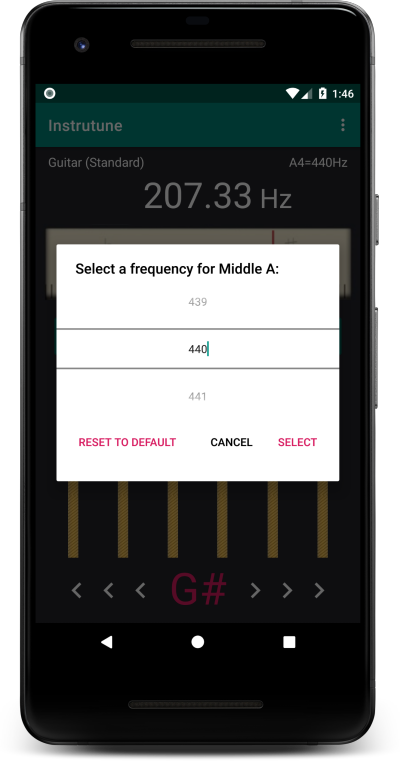 1:46
Instrutune
Guitar (Standard) A4=440Hz
207.33 Hz
#
Select a frequency for Middle A:
439
440
441
RESET TO DEFAULT CANCEL SELECT
G#